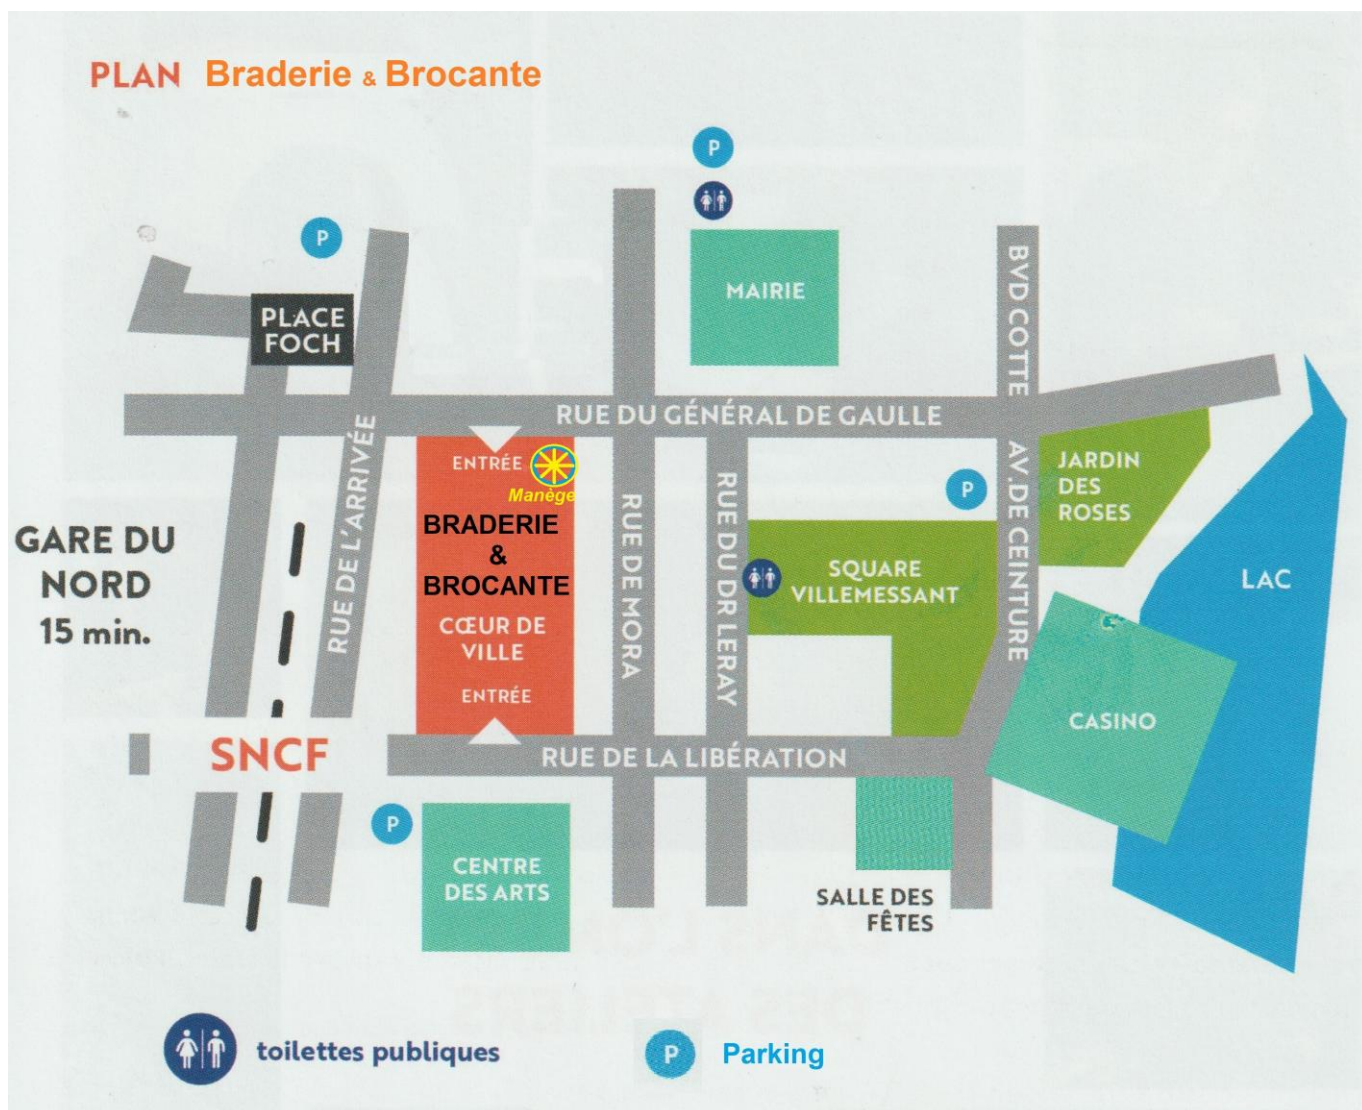 PLAN Braderie & Brocante
P
P
MAIRIE
PLACE
FOCH
BVD COTTE
RUE DU GÉNÉRAL DE GAULLE
RUE DE L'ARRIVÉE
ENTRÉE
Manège
BRADERIE
&
BROCANTE
CŒUR DE
VILLE
ENTRÉE
RUE DE MORA
RUE DU DR LERAY
P
AV. DE CEINTURE
JARDIN
DES
ROSES
SQUARE
VILLEMESSANT
LAC
GARE DU
NORD
15 min.
CASINO
SNCF
RUE DE LA LIBÉRATION
P
CENTRE
DES ARTS
SALLE DES
FÊTES
toilettes publiques
P Parking